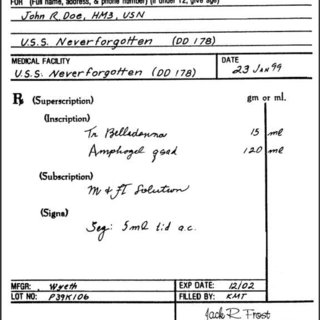 FOR (Full name, address, & phone number) (If under 12, give age)
John R. Doe, HM3, USN
U.S.S. Neverforgotten (DD 178)
MEDICAL FACILITY
U.S.S. Neverforgotten (DD 178)
DATE
23 Jan 99
℞ (Superscription)
gm or ml.
(Inscription)
Tr Belladonna 15 ml
Amphogel qsad 120 ml
(Subscription)
M & Ft Solution
(Signa)
Sig: 5ml tid a.c.
MFGR: Wyeth
EXP DATE: 12/02
LOT NO: P39K106
FILLED BY: KMT
Jack R. Frost